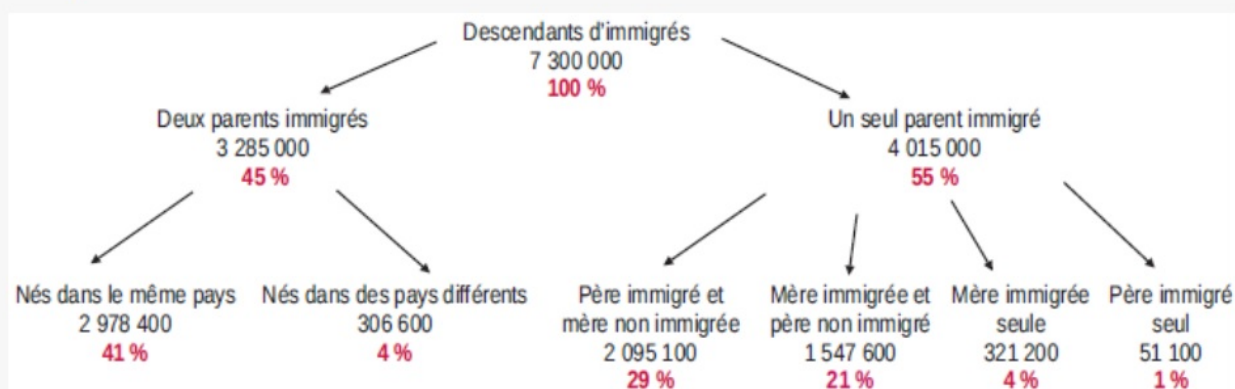 Descendants d'immigrés
7 300 000
100 %
Deux parents immigrés
3 285 000
45 %
Un seul parent immigré
4 015 000
55 %
Nés dans le même pays
2 978 400
41 %
Nés dans des pays différents
306 600
4 %
Père immigré et
mère non immigrée
2 095 100
29 %
Mère immigrée et
père non immigré
1 547 600
21 %
Mère immigrée
seule
321 200
4 %
Père immigré
seul
51 100
1 %